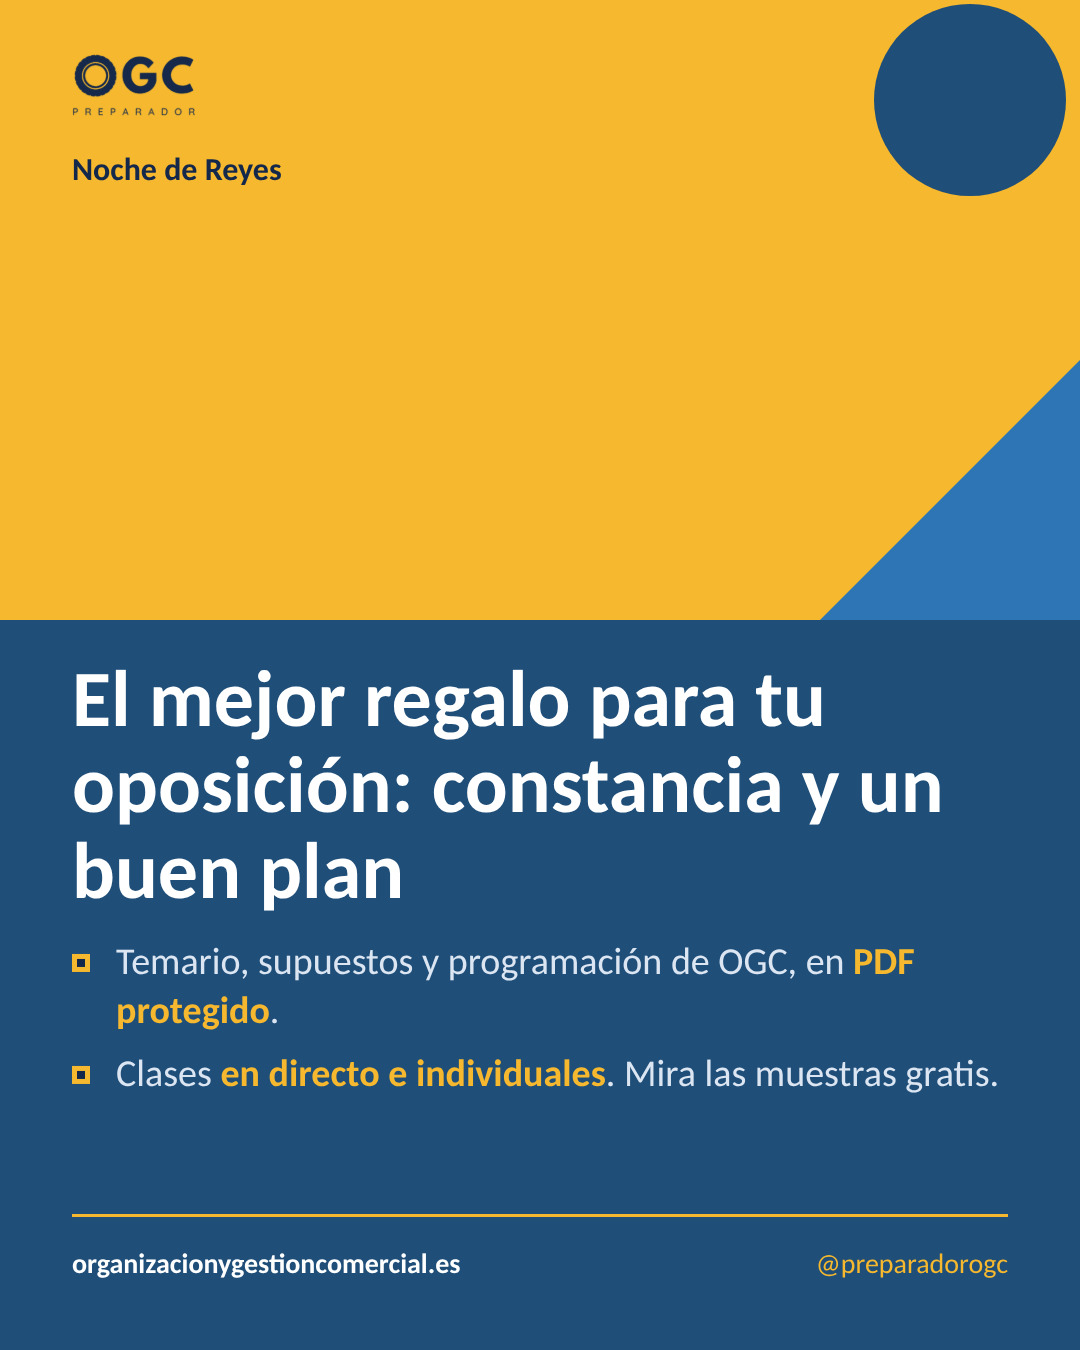 OGC
PREPARADOR
Noche de Reyes
El mejor regalo para tu
oposición: constancia y un
buen plan
Temario, supuestos y programación de OGC, en PDF
protegido.
Clases en directo e individuales. Mira las muestras gratis.
organizacionygestioncomercial.es
@preparadorogc